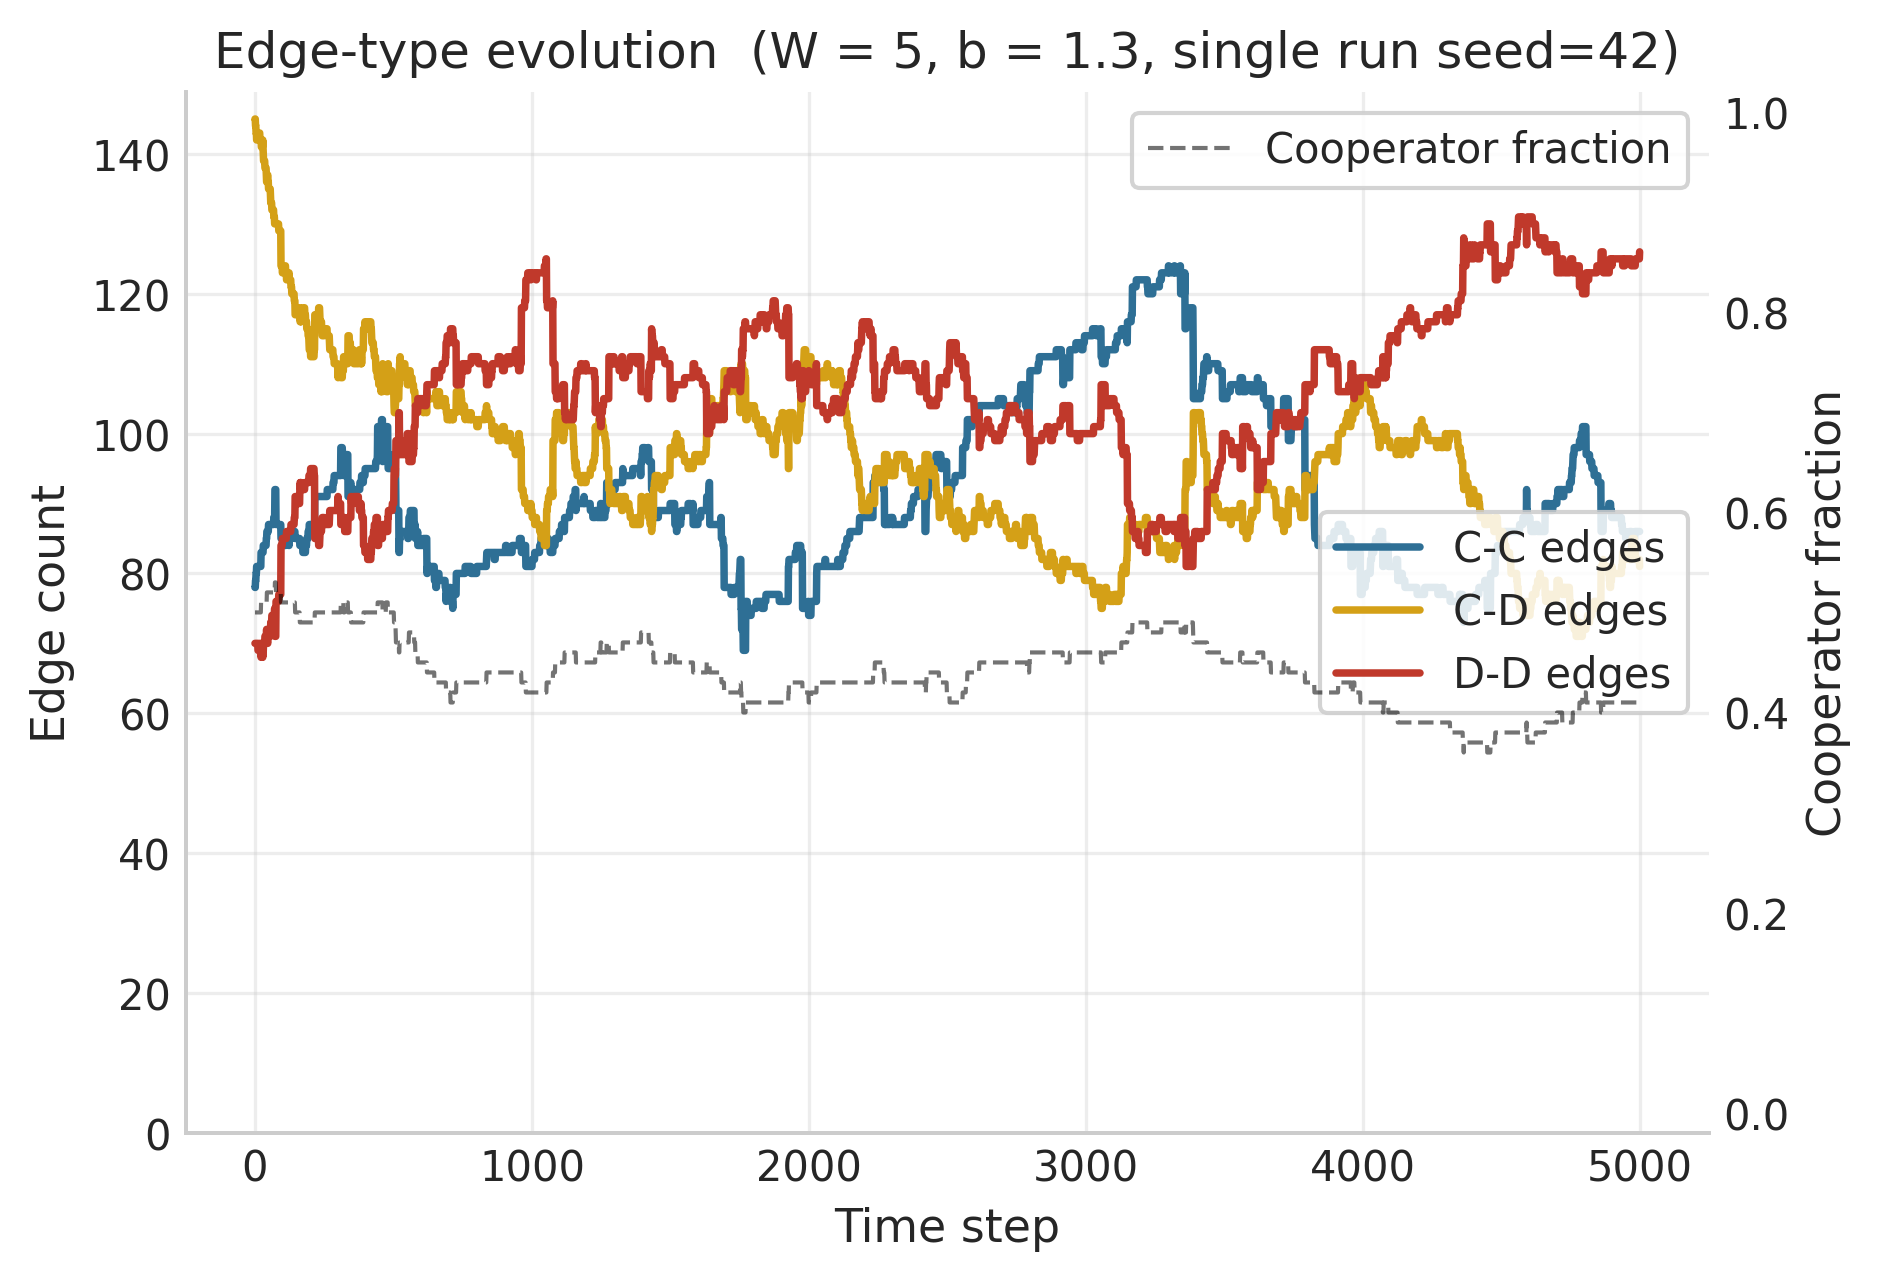 Edge-type evolution  (W = 5, b = 1.3, single run seed=42)
Cooperator fraction
C-C edges
C-D edges
D-D edges
Edge count
140
120
100
80
60
40
20
0
1.0
0.8
0.6
0.4
0.2
0.0
Cooperator fraction
0 1000 2000 3000 4000 5000
Time step